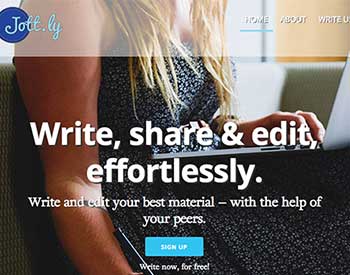 Jott.ly
HOME ABOUT WRITE U
Write, share & edit,
effortlessly.
Write and edit your best material – with the help of
your peers.
SIGN UP
Write now, for free!